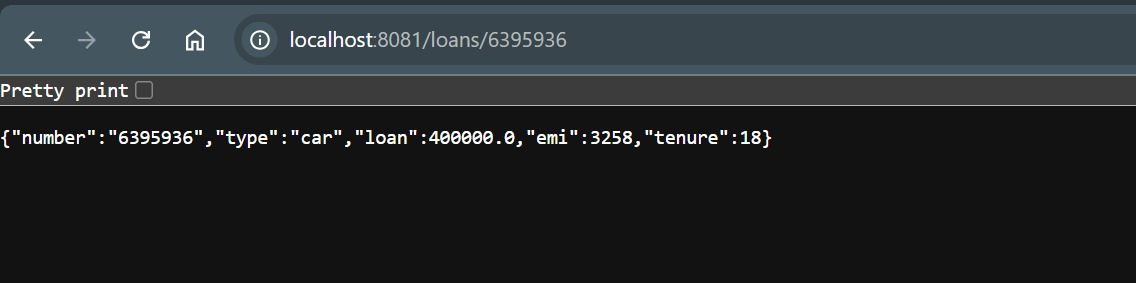 localhost:8081/loans/6395936
Pretty print
{"number":"6395936","type":"car","loan":400000.0,"emi":3258,"tenure":18}